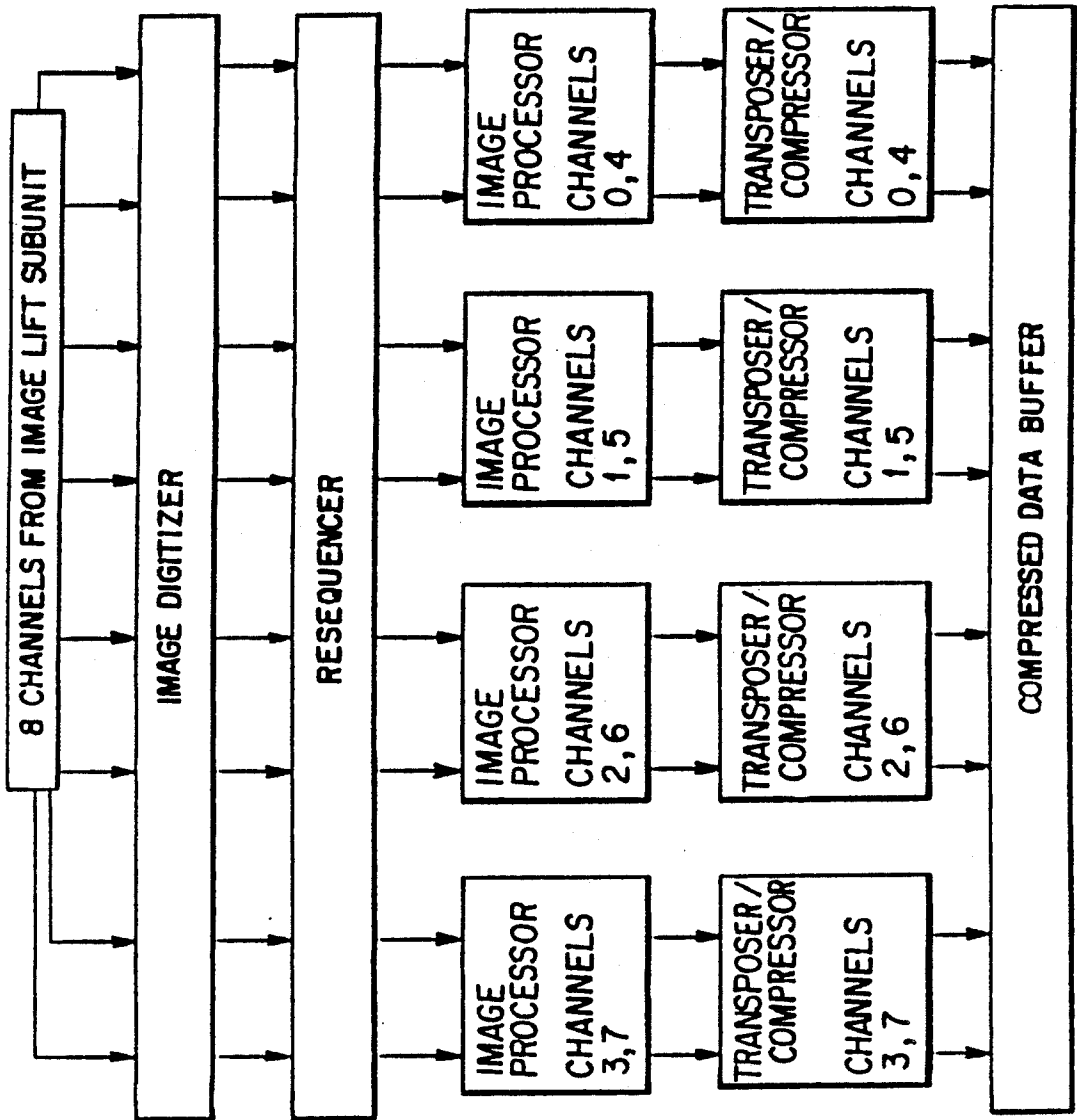 8 CHANNELS FROM IMAGE LIFT SUBUNIT
IMAGE DIGITIZER
RESEQUENCER
IMAGE
PROCESSOR
CHANNELS
3,7
IMAGE
PROCESSOR
CHANNELS
2,6
IMAGE
PROCESSOR
CHANNELS
1,5
IMAGE
PROCESSOR
CHANNELS
0,4
TRANSPOSER/
COMPRESSOR
CHANNELS
3,7
TRANSPOSER/
COMPRESSOR
CHANNELS
2,6
TRANSPOSER/
COMPRESSOR
CHANNELS
1,5
TRANSPOSER/
COMPRESSOR
CHANNELS
0,4
COMPRESSED DATA BUFFER